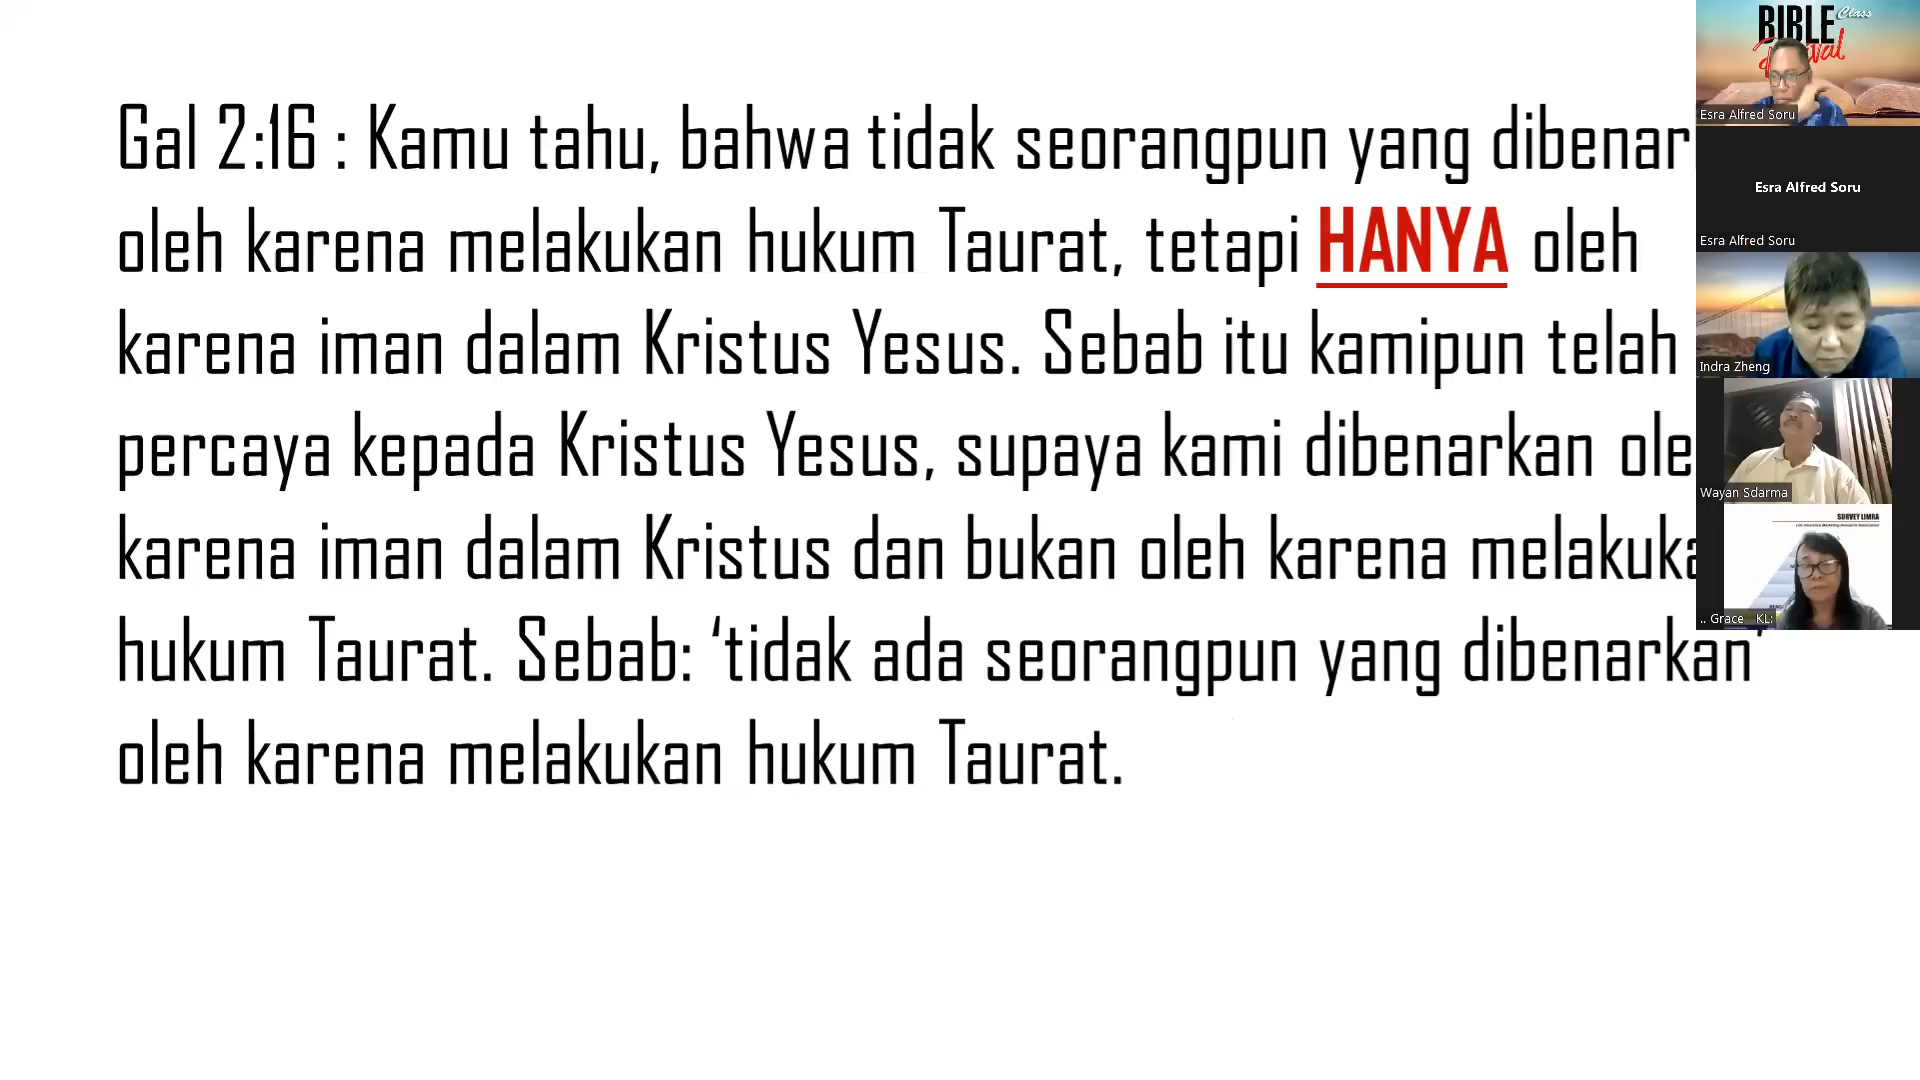 Gal 2:16 : Kamu tahu, bahwa tidak seorangpun yang dibenar
oleh karena melakukan hukum Taurat, tetapi HANYA oleh
karena iman dalam Kristus Yesus. Sebab itu kamipun telah
percaya kepada Kristus Yesus, supaya kami dibenarkan ole
karena iman dalam Kristus dan bukan oleh karena melakuka
hukum Taurat. Sebab: ‘tidak ada seorangpun yang dibenarkan’
oleh karena melakukan hukum Taurat.
BIBLE Class
Esra Alfred Soru
Esra Alfred Soru
Esra Alfred Soru
Indra Zheng
Wayan Sdarma
SURVEY LIMRA
.. Grace KL: